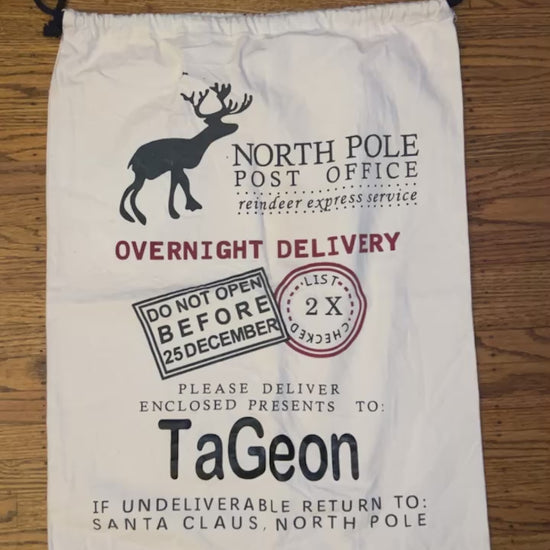 NORTH POLE
POST OFFICE
reindeer express service
OVERNIGHT DELIVERY
DO NOT OPEN
BEFORE
25 DECEMBER
LIST
2 X
CHECKED
PLEASE DELIVER
ENCLOSED PRESENTS TO:
TaGeon
IF UNDELIVERABLE RETURN TO:
SANTA CLAUS, NORTH POLE